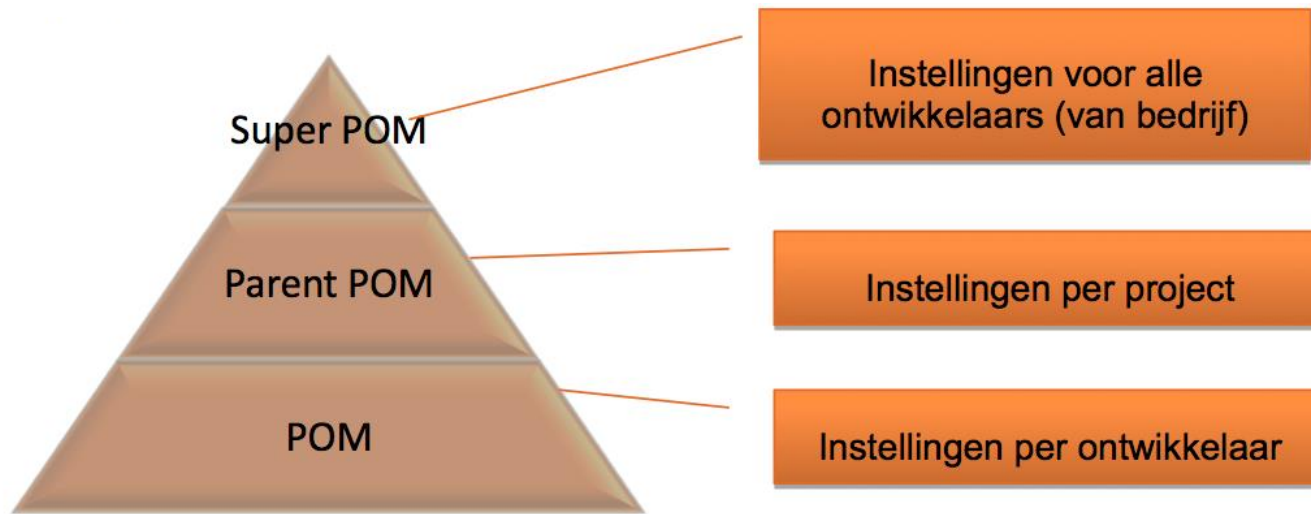 Super POM
Instellingen voor alle
ontwikkelaars (van bedrijf)
Parent POM
Instellingen per project
POM
Instellingen per ontwikkelaar